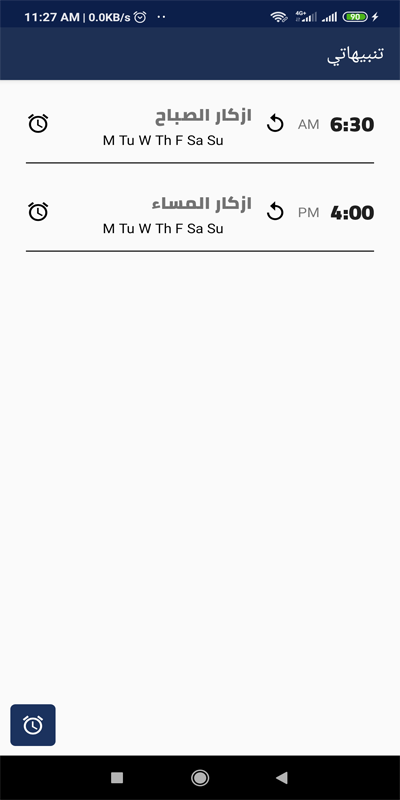 11:27 AM | 0.0KB/s
4G+
90
تنبيهاتي
6:30 AM
ازكار الصباح
M Tu W Th F Sa Su
4:00 PM
ازكار المساء
M Tu W Th F Sa Su